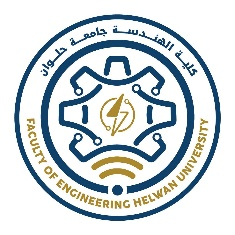 كلية الهندسة جامعة حلوان
FACULTY OF ENGINEERING HELWAN UNIVERSITY